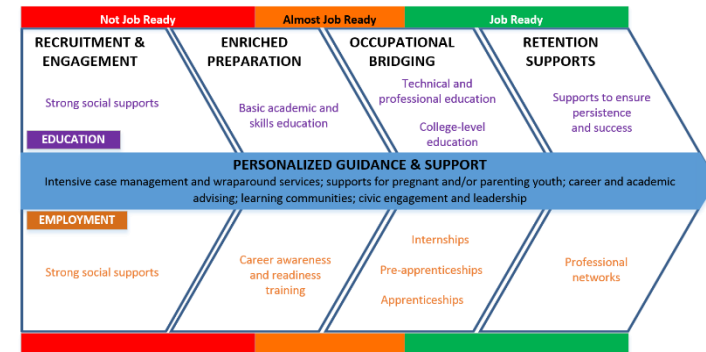 Not Job Ready
Almost Job Ready
Job Ready
RECRUITMENT &
ENGAGEMENT
ENRICHED
PREPARATION
OCCUPATIONAL
BRIDGING
RETENTION
SUPPORTS
Strong social supports
Basic academic and
skills education
Technical and
professional education
College-level
education
Supports to ensure
persistence
and success
EDUCATION
PERSONALIZED GUIDANCE & SUPPORT
Intensive case management and wraparound services; supports for pregnant and/or parenting youth; career and academic
advising; learning communities; civic engagement and leadership
EMPLOYMENT
Strong social supports
Career awareness
and readiness
training
Internships
Pre-apprenticeships
Apprenticeships
Professional
networks